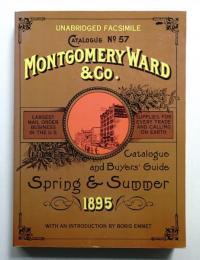 UNABRIDGED FACSIMILE
CATALOGUE No 57
MONTGOMERY WARD
& CO.
LARGEST
MAIL ORDER
BUSINESS
IN THE U.S.
SUPPLIES FOR
EVERY TRADE
AND CALLING
ON EARTH
Catalogue
and Buyers' Guide
Spring & Summer
1895
WITH AN INTRODUCTION BY BORIS EMMET